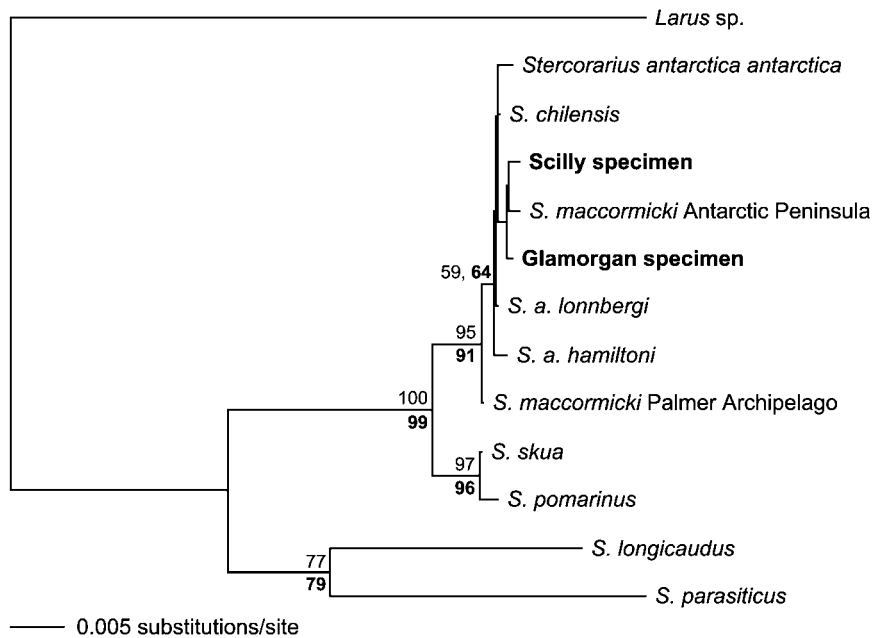 Larus sp.
Stercorarius antarctica antarctica
S. chilensis
Scilly specimen
S. maccormicki Antarctic Peninsula
Glamorgan specimen
59, 64
S. a. lonnbergi
95
91
S. a. hamiltoni
S. maccormicki Palmer Archipelago
100
99
S. skua
97
96
S. pomarinus
S. longicaudus
77
79
S. parasiticus
0.005 substitutions/site